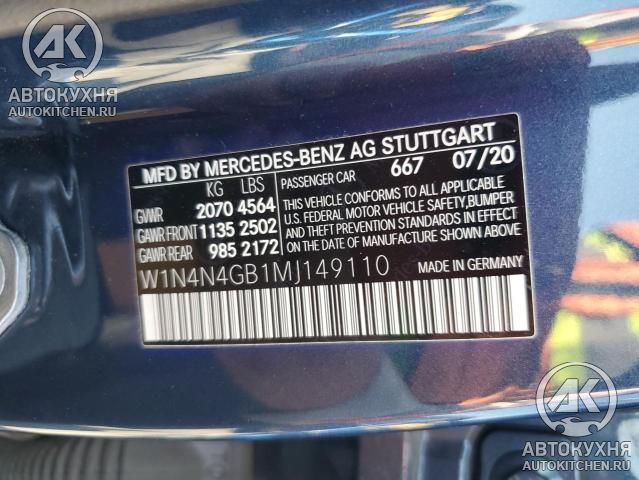 АК
АВТОКУХНЯ
AUTOKITCHEN.RU
MFD BY MERCEDES-BENZ AG STUTTGART
KG LBS PASSENGER CAR 667 07/20
GVWR 2070 4564
GAWR FRONT 1135 2502
GAWR REAR 985 2172
THIS VEHICLE CONFORMS TO ALL APPLICABLE
U.S. FEDERAL MOTOR VEHICLE SAFETY,BUMPER
AND THEFT PREVENTION STANDARDS IN EFFECT
ON THE DATE OF MANUFACTURE SHOWN ABOVE.
W1N4N4GB1MJ149110 MADE IN GERMANY
АК
АВТОКУХНЯ
AUTOKITCHEN.RU